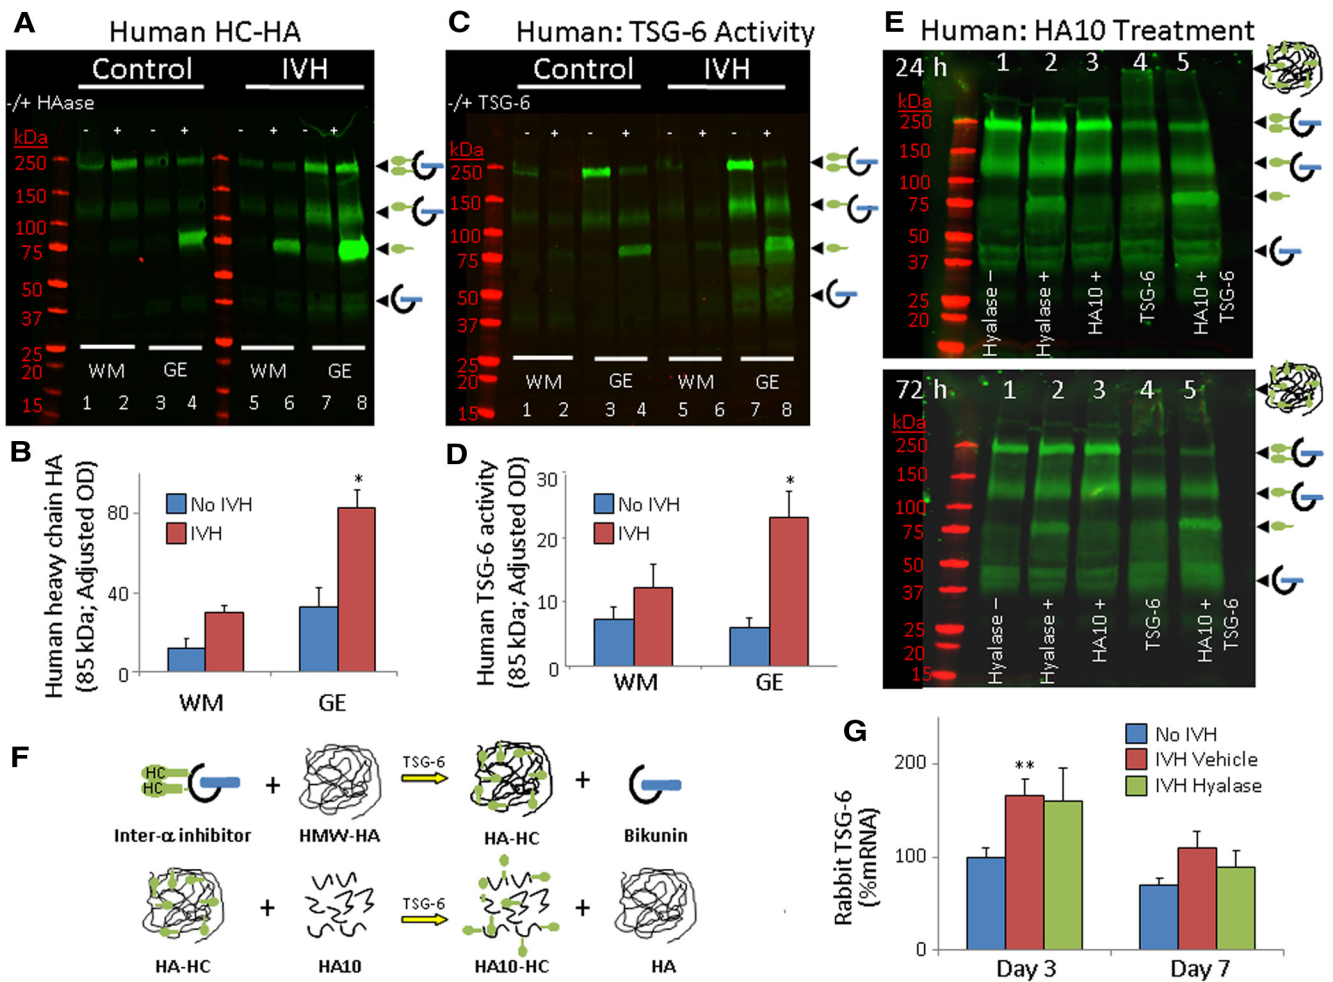 A
Human HC-HA
Control
IVH
-/+ HAase
- + - + - + - +
kDa
250
150
100
75
50
37
25
20
15
WM
GE
WM
GE
1 2 3 4 5 6 7 8
B
Human heavy chain HA
(85 kDa; Adjusted OD)
80
40
0
No IVH
IVH
*
WM
GE
C
Human: TSG-6 Activity
Control
IVH
-/+ TSG-6
- + - + - + - +
kDa
250
150
100
75
50
37
25
20
15
WM
GE
WM
GE
1 2 3 4 5 6 7 8
D
Human TSG-6 activity
(85 kDa; Adjusted OD)
30
20
10
0
No IVH
IVH
*
WM
GE
E
Human: HA10 Treatment
24 h
1 2 3 4 5
kDa
250
150
100
75
50
37
25
20
Hyalase –
Hyalase +
HA10 +
TSG-6
HA10 +
TSG-6
72 h
1 2 3 4 5
kDa
250
150
100
75
50
37
25
20
15
Hyalase –
Hyalase +
HA10 +
TSG-6
HA10 +
TSG-6
F
HC
HC
+
TSG-6
+
Inter-α inhibitor
HMW-HA
HA-HC
Bikunin
+
TSG-6
+
HA-HC
HA10
HA10-HC
HA
G
Rabbit TSG-6
(%mRNA)
200
100
0
No IVH
IVH Vehicle
IVH Hyalase
**
Day 3
Day 7